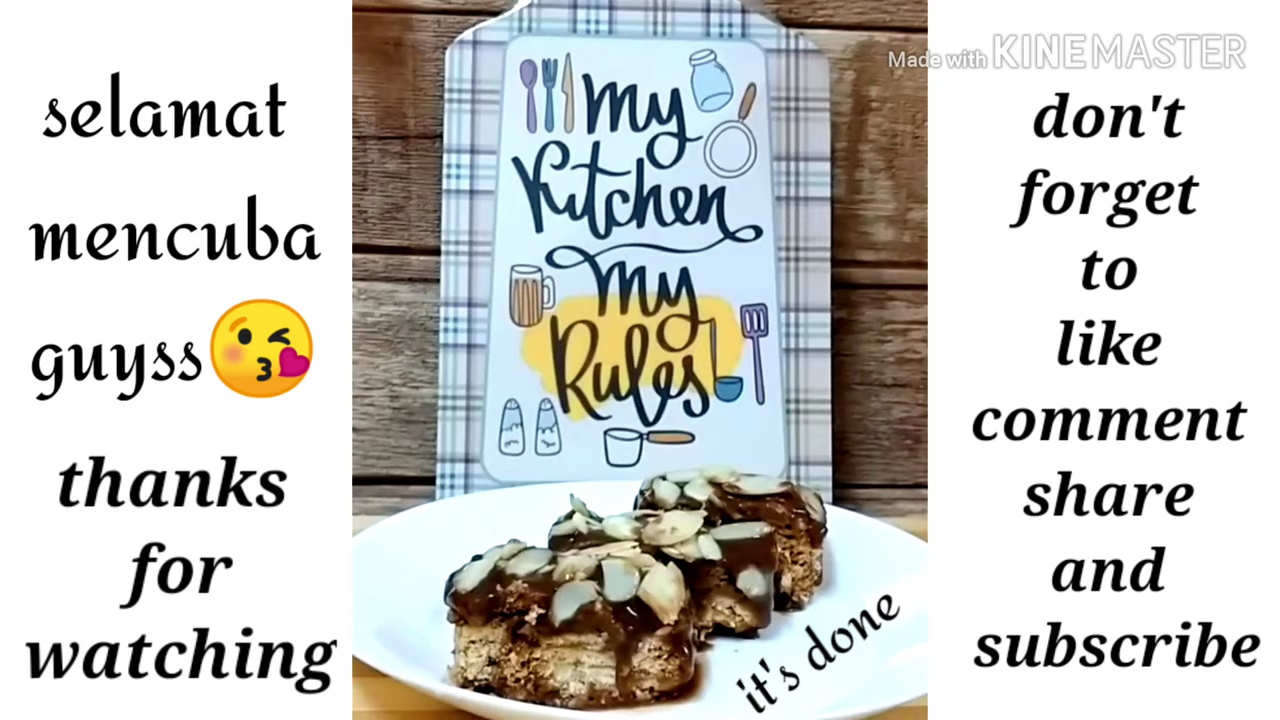 selamat
mencuba
guyss😘
thanks
for
watching
my
Kitchen
my
Rules
it's done
Made with KINEMASTER
don't
forget
to
like
comment
share
and
subscribe